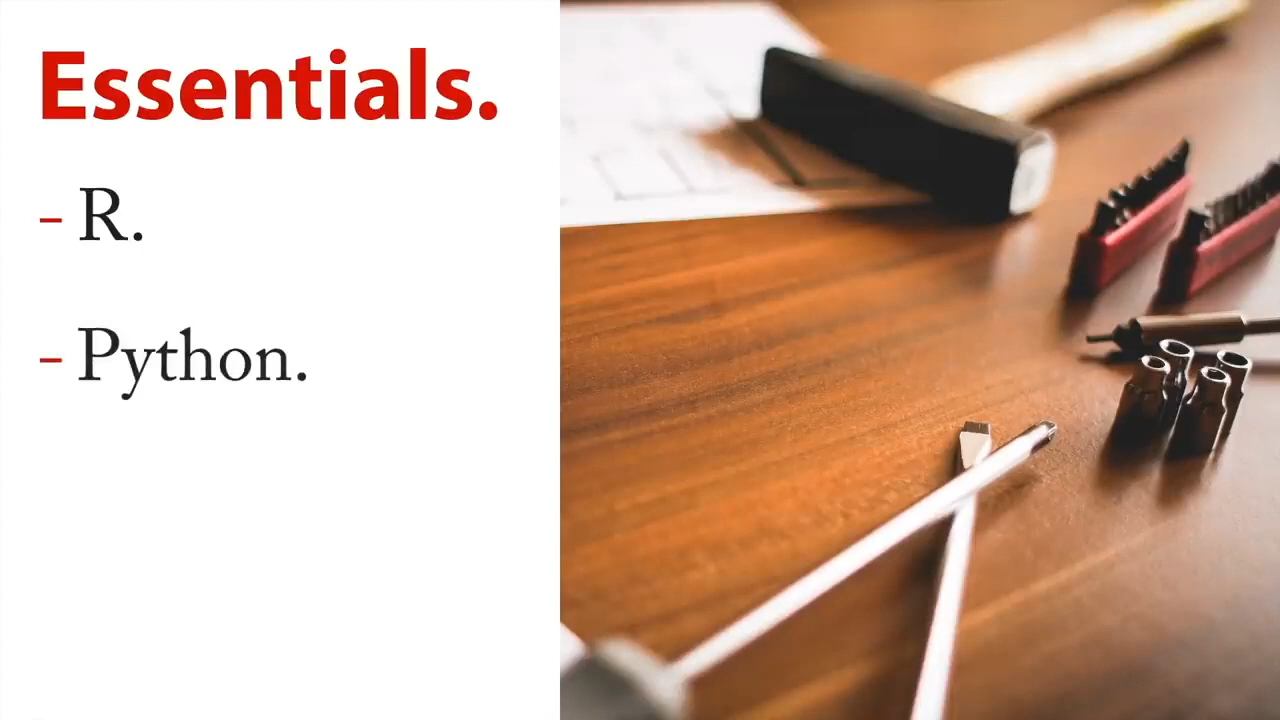 Essentials.
- R.
- Python.